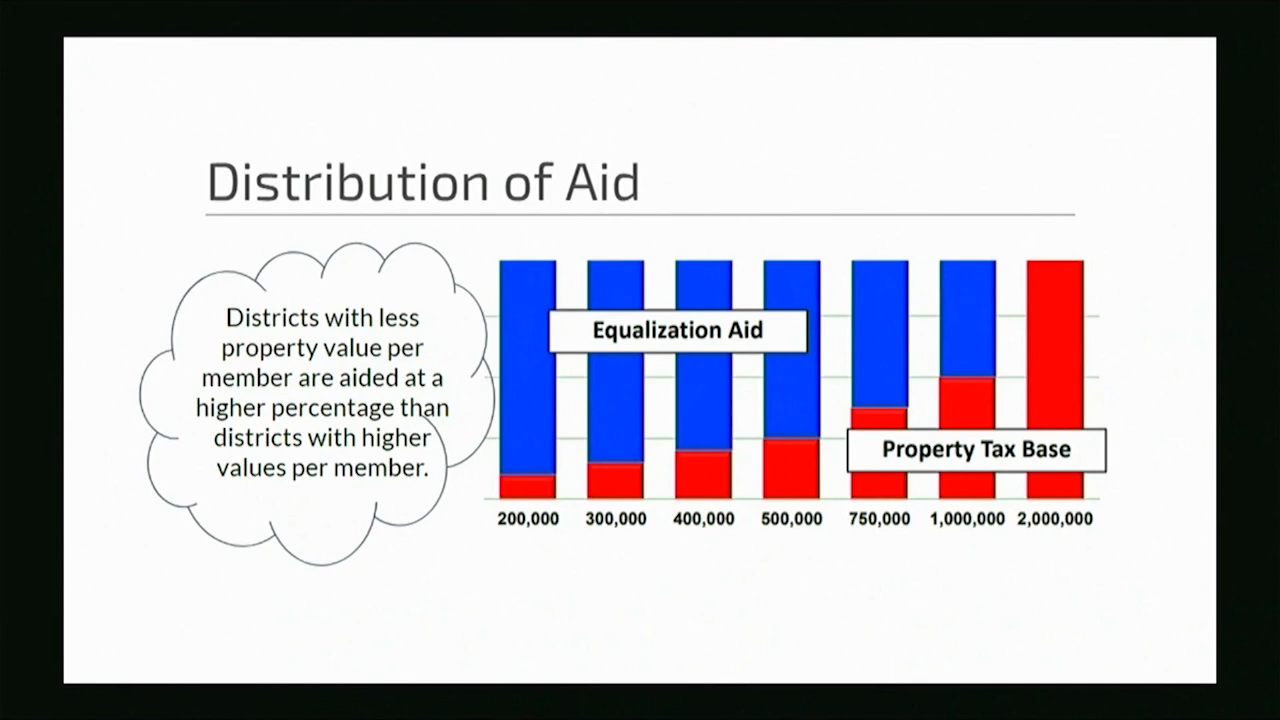 Distribution of Aid
Districts with less
property value per
member are aided at a
higher percentage than
districts with higher
values per member.
Equalization Aid
Property Tax Base
200,000 300,000 400,000 500,000 750,000 1,000,000 2,000,000